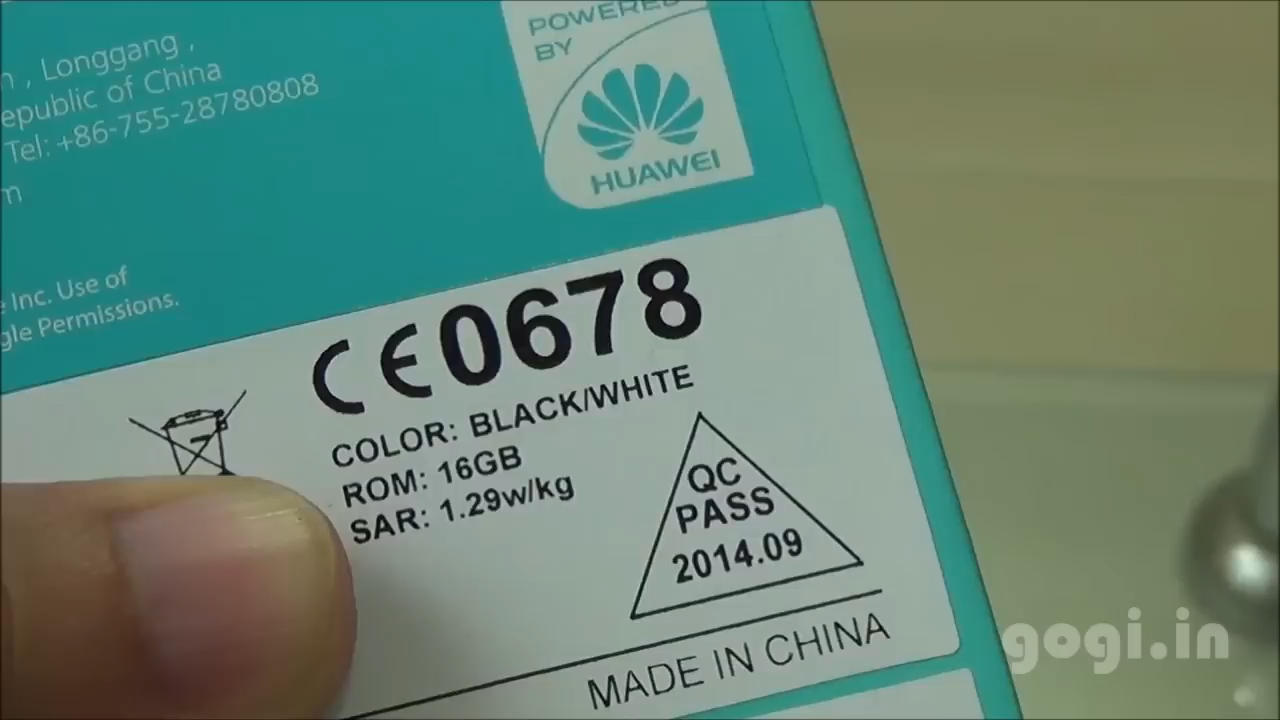 POWERED
BY
HUAWEI
, Longgang ,
epublic of China
Tel: +86-755-28780808
m
Inc. Use of
gle Permissions.
CE0678
COLOR: BLACK/WHITE
ROM: 16GB
SAR: 1.29w/kg
QC
PASS
2014.09
MADE IN CHINA
gogi.in